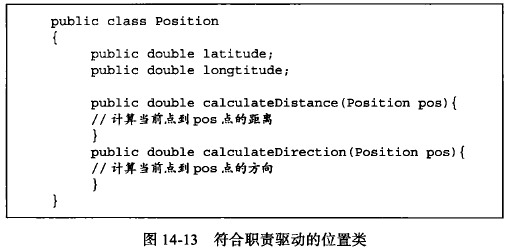 public class Position
{
public double latitude;
public double longtitude;
public double calculateDistance(Position pos){
//计算当前点到pos点的距离
}
public double calculateDirection(Position pos){
//计算当前点到pos点的方向
}
}
图 14-13 符合职责驱动的位置类